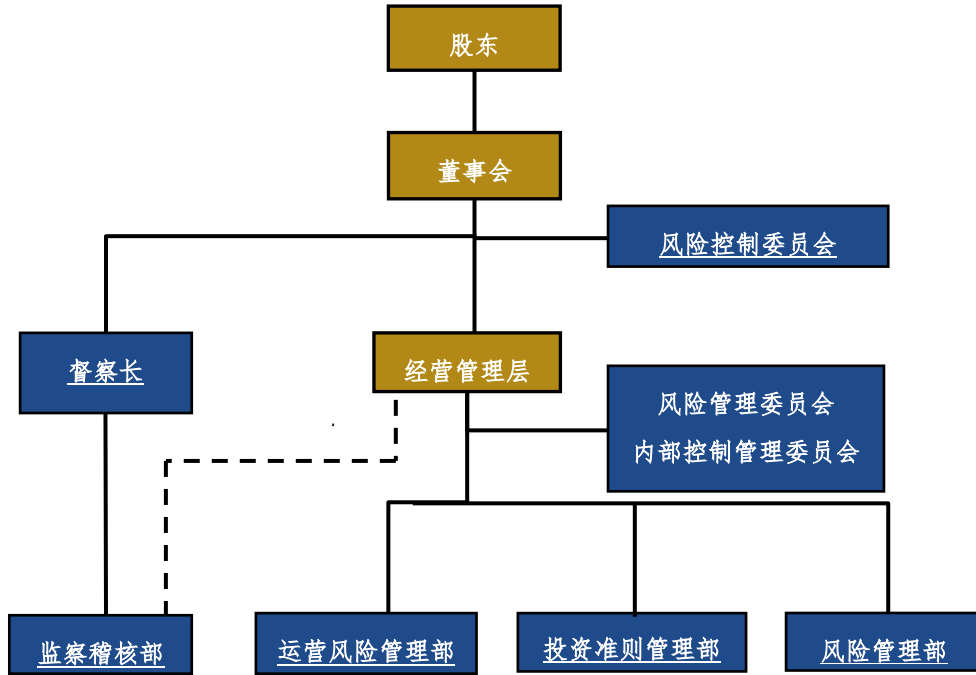 股东
董事会
风险控制委员会
督察长
经营管理层
风险管理委员会
内部控制管理委员会
监察稽核部
运营风险管理部
投资准则管理部
风险管理部